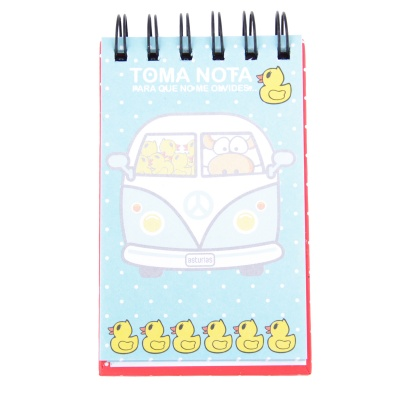 TOMA NOTA
PARA QUE NO ME OLVIDES!